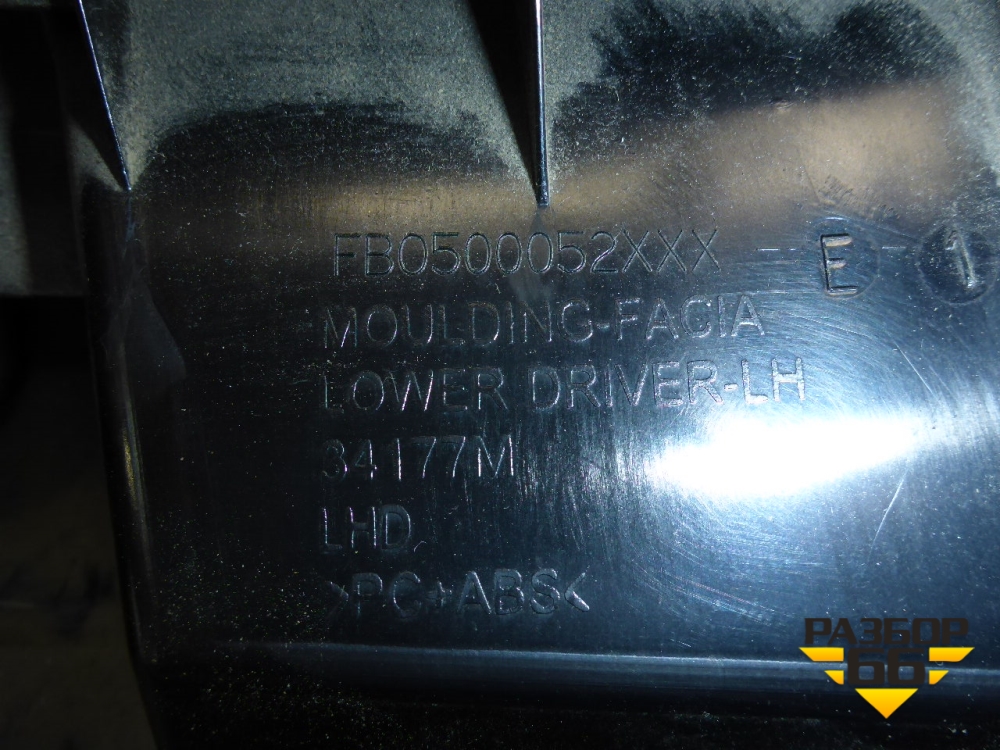 FB0500052XXX - E - 1
MOULDING-FACIA
LOWER DRIVER-LH
34177M
LHD.
>PC+ABS<
РАЗБОР
66